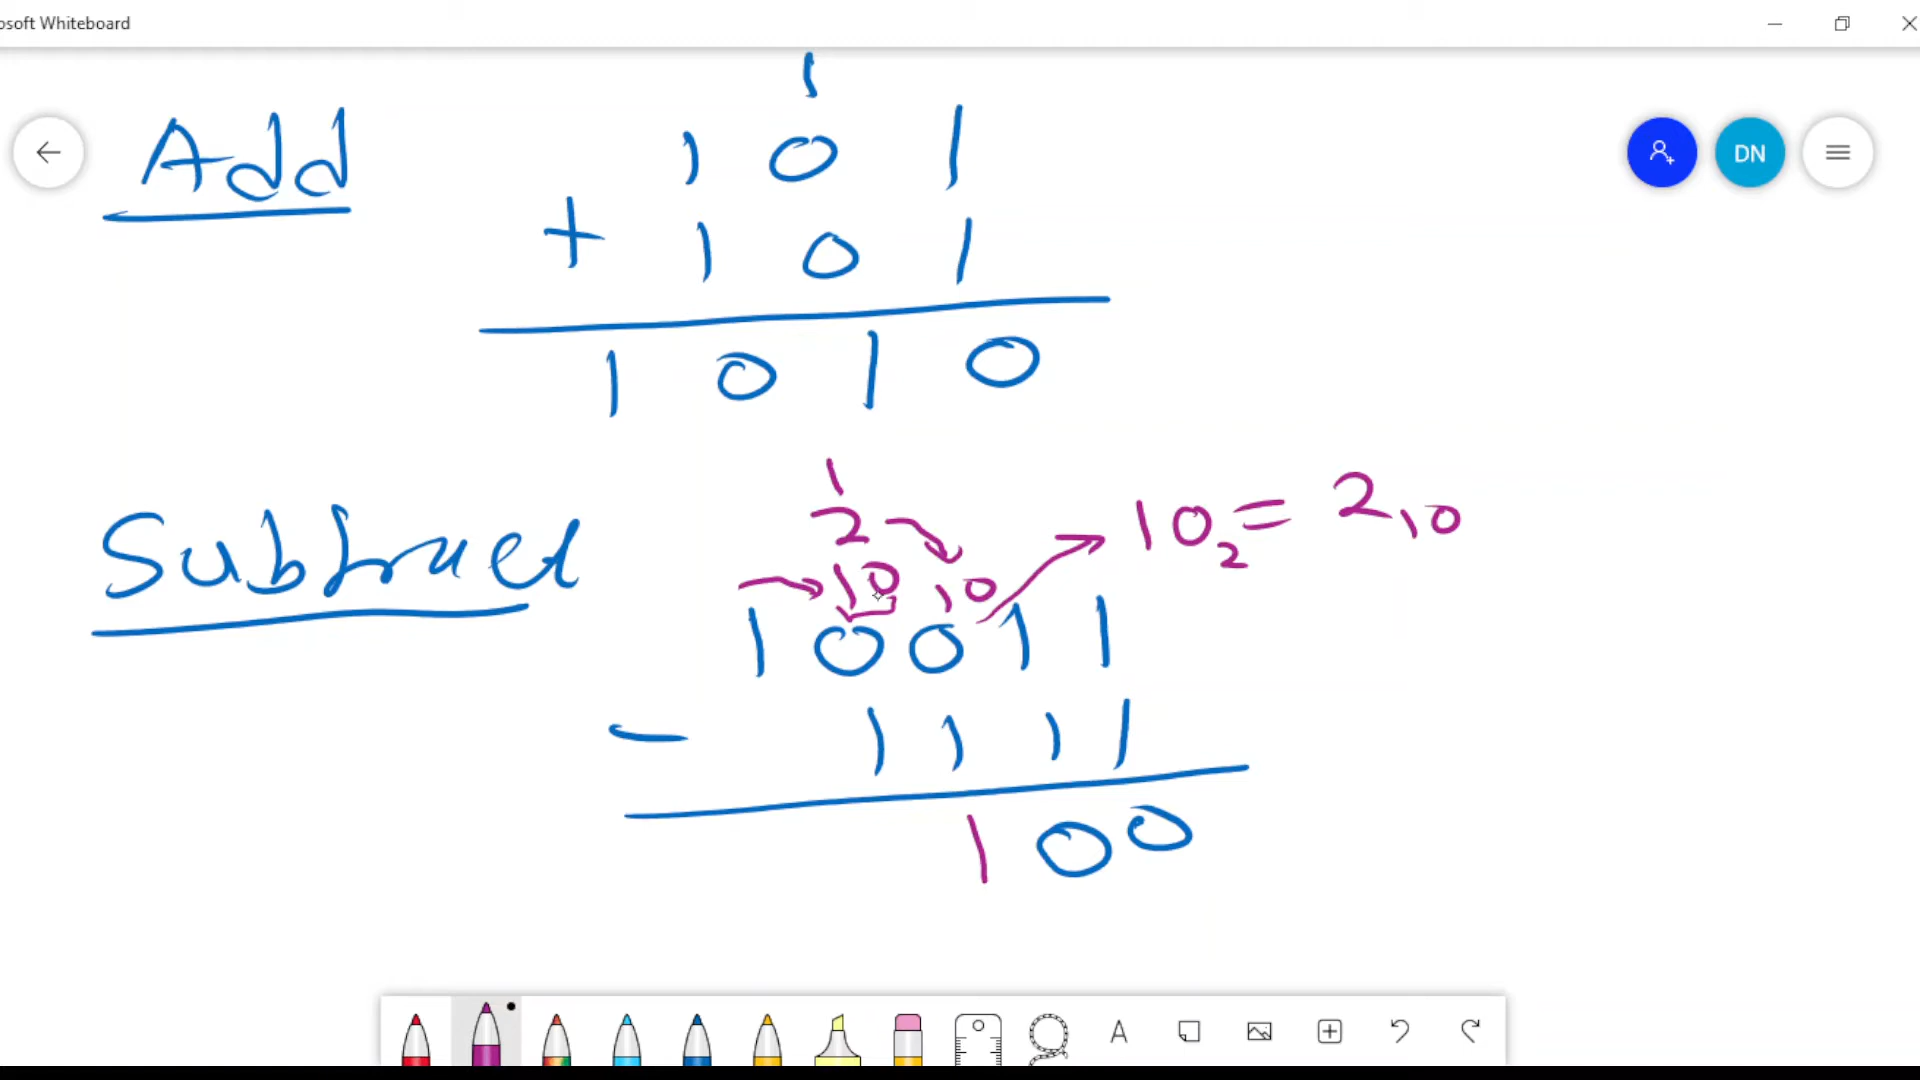 osoft Whiteboard
1
Add 1 0 1
DN
+ 1 0 1
1 0 1 0
1
2 10₂ = 2₁₀
Subtract 10 10
1 0 0 1 1
- 1 1 1 1
1 0 0
A